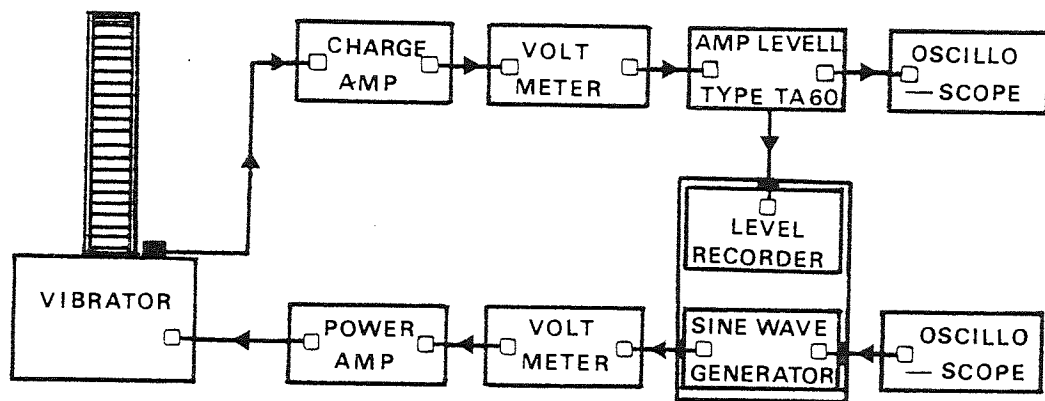 CHARGE
AMP
VOLT
METER
AMP LEVELL
TYPE TA60
OSCILLO
— SCOPE
LEVEL
RECORDER
VIBRATOR
POWER
AMP
VOLT
METER
SINE WAVE
GENERATOR
OSCILLO
— SCOPE